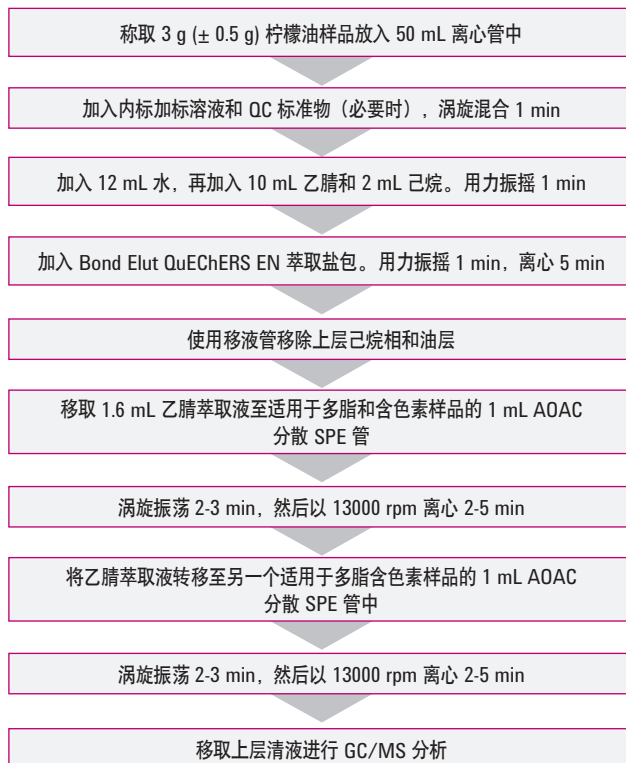 称取 3 g (± 0.5 g) 柠檬油样品放入 50 mL 离心管中
加入内标加标溶液和 QC 标准物（必要时），涡旋混合 1 min
加入 12 mL 水，再加入 10 mL 乙腈和 2 mL 己烷。用力振摇 1 min
加入 Bond Elut QuEChERS EN 萃取盐包。用力振摇 1 min，离心 5 min
使用移液管移除上层己烷相和油层
移取 1.6 mL 乙腈萃取液至适用于多脂和含色素样品的 1 mL AOAC
分散 SPE 管
涡旋振荡 2-3 min，然后以 13000 rpm 离心 2-5 min
将乙腈萃取液转移至另一个适用于多脂含色素样品的 1 mL AOAC
分散 SPE 管中
涡旋振荡 2-3 min，然后以 13000 rpm 离心 2-5 min
移取上层清液进行 GC/MS 分析